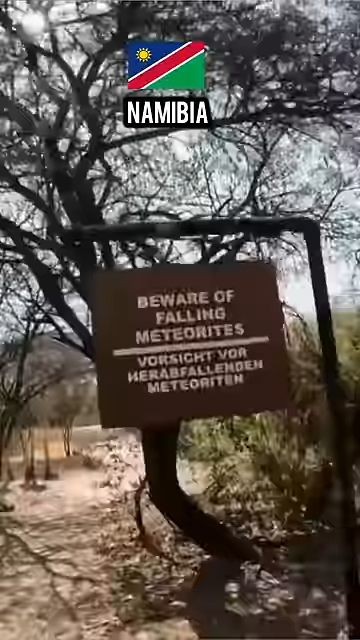 NAMIBIA
BEWARE OF
FALLING
METEORITES
VORSICHT VOR
HERABFALLENDEN
METEORITEN